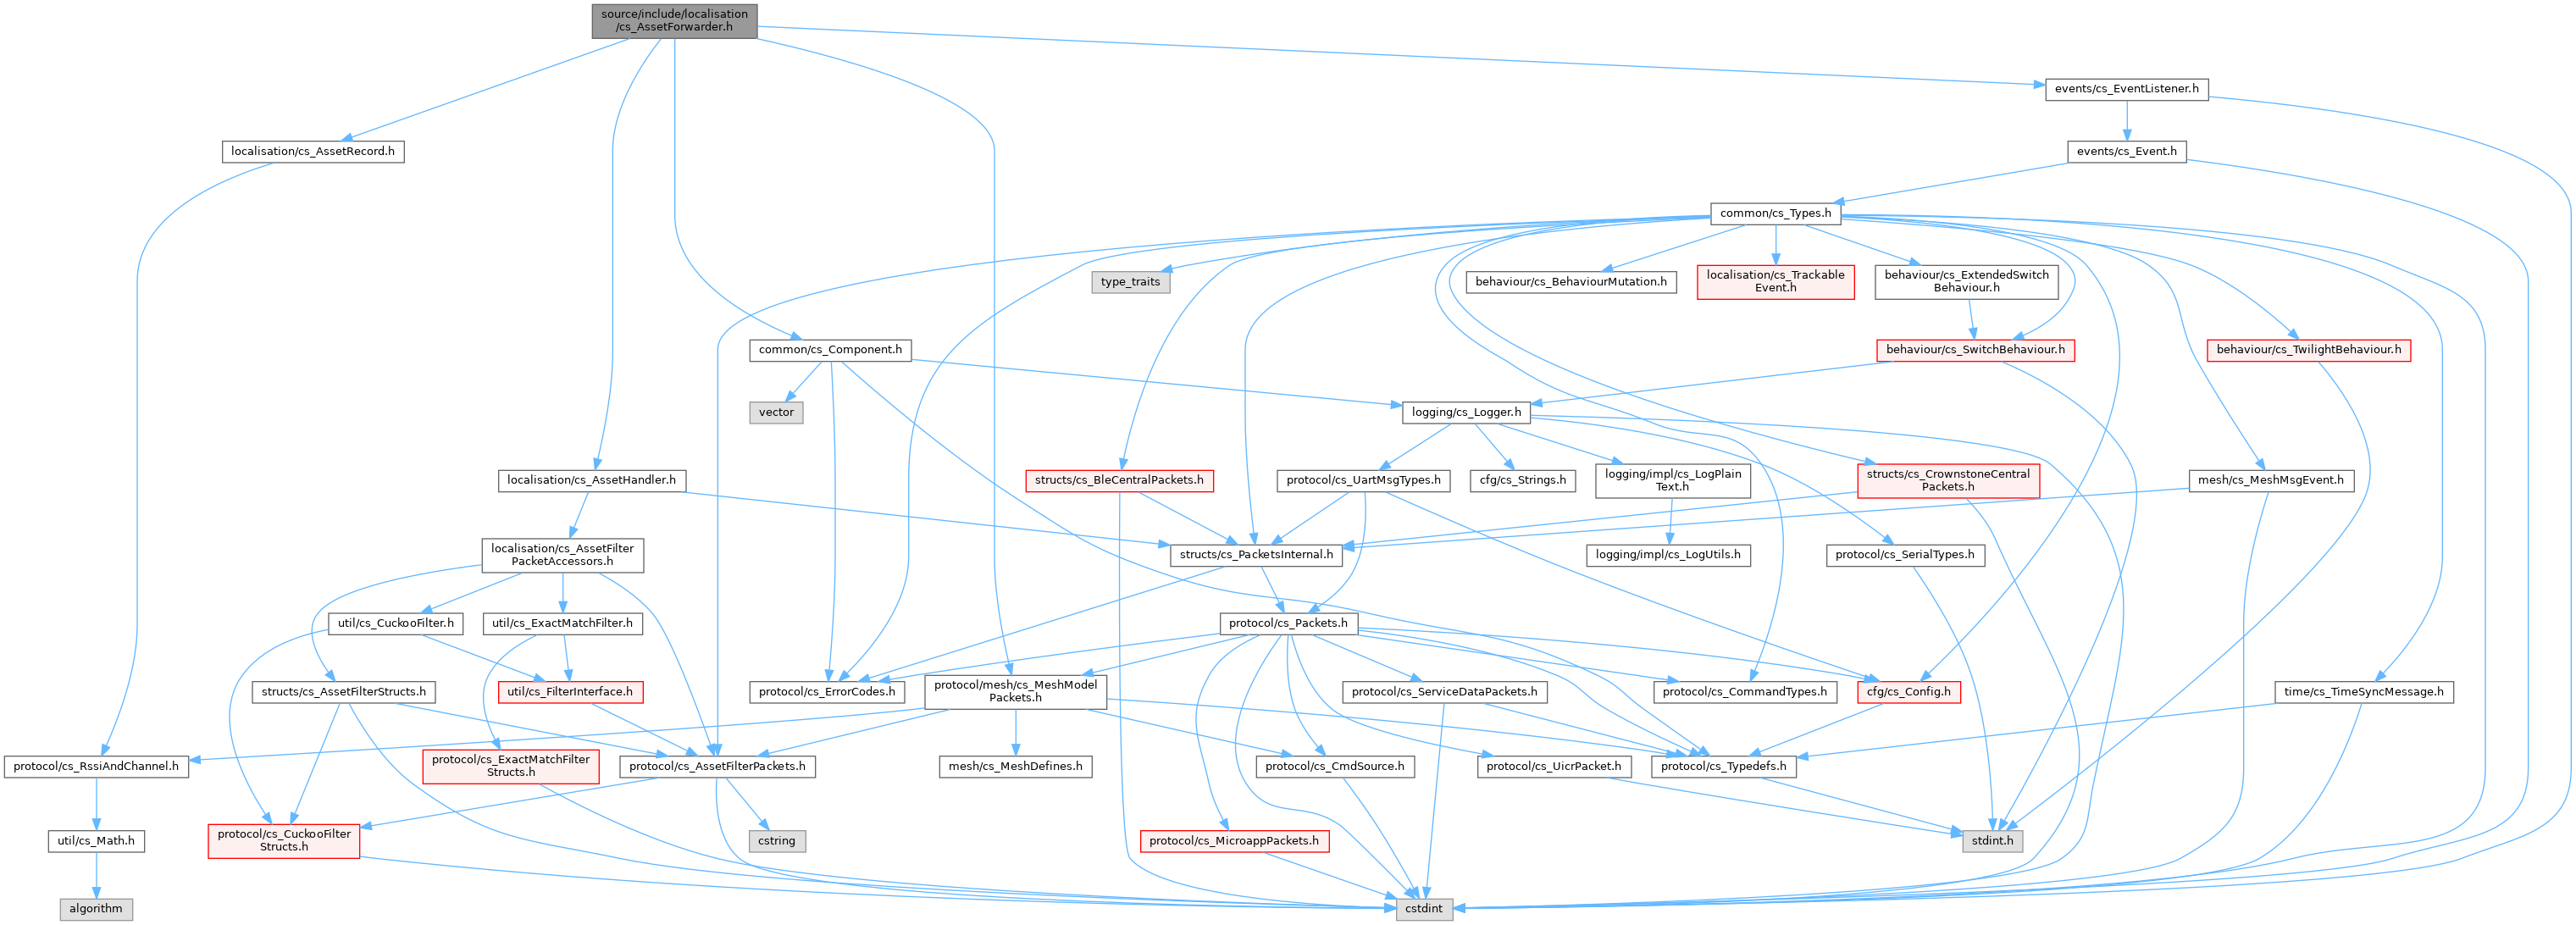 source/include/localisation
/cs_AssetForwarder.h
events/cs_EventListener.h
localisation/cs_AssetRecord.h
events/cs_Event.h
common/cs_Types.h
type_traits
behaviour/cs_BehaviourMutation.h
localisation/cs_Trackable
Event.h
behaviour/cs_ExtendedSwitch
Behaviour.h
common/cs_Component.h
behaviour/cs_SwitchBehaviour.h
behaviour/cs_TwilightBehaviour.h
vector
logging/cs_Logger.h
localisation/cs_AssetHandler.h
structs/cs_BleCentralPackets.h
protocol/cs_UartMsgTypes.h
cfg/cs_Strings.h
logging/impl/cs_LogPlain
Text.h
structs/cs_CrownstoneCentral
Packets.h
mesh/cs_MeshMsgEvent.h
localisation/cs_AssetFilter
PacketAccessors.h
structs/cs_PacketsInternal.h
logging/impl/cs_LogUtils.h
protocol/cs_SerialTypes.h
util/cs_CuckooFilter.h
util/cs_ExactMatchFilter.h
protocol/cs_Packets.h
structs/cs_AssetFilterStructs.h
util/cs_FilterInterface.h
protocol/cs_ErrorCodes.h
protocol/mesh/cs_MeshModel
Packets.h
protocol/cs_ServiceDataPackets.h
protocol/cs_CommandTypes.h
cfg/cs_Config.h
time/cs_TimeSyncMessage.h
protocol/cs_RssiAndChannel.h
protocol/cs_ExactMatchFilter
Structs.h
protocol/cs_AssetFilterPackets.h
mesh/cs_MeshDefines.h
protocol/cs_CmdSource.h
protocol/cs_UicrPacket.h
protocol/cs_Typedefs.h
util/cs_Math.h
protocol/cs_CuckooFilter
Structs.h
cstring
protocol/cs_MicroappPackets.h
stdint.h
algorithm
cstdint